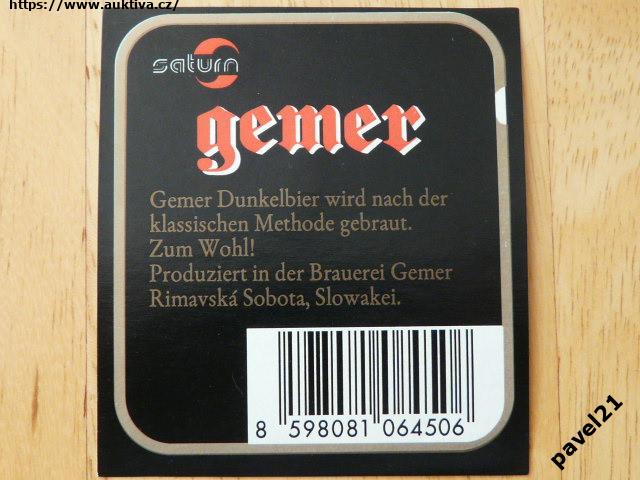 https://www.auktiva.cz/
saturn
gemer
Gemer Dunkelbier wird nach der
klassischen Methode gebraut.
Zum Wohl!
Produziert in der Brauerei Gemer
Rimavská Sobota, Slowakei.
8 598081 064506
pavel21